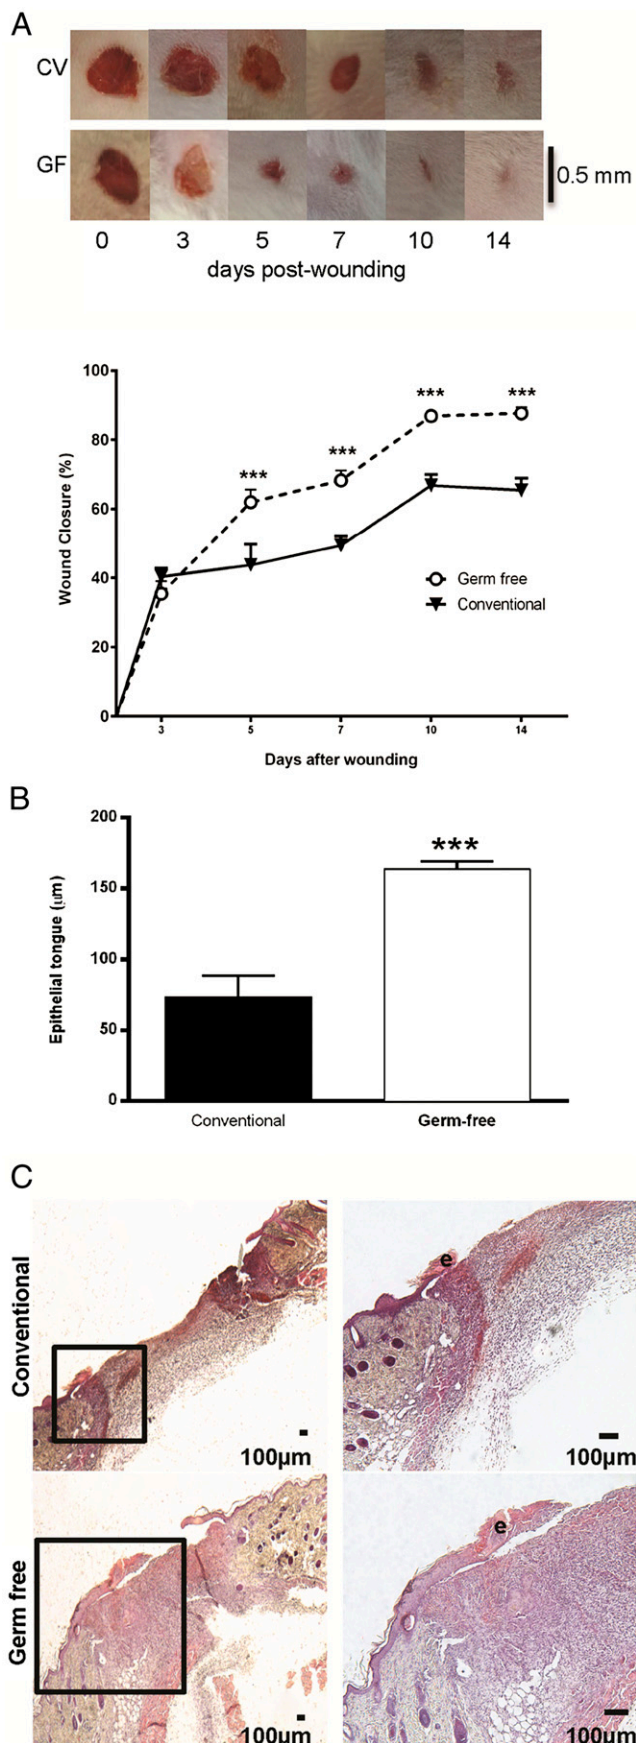 A
CV
GF
0.5 mm
0 3 5 7 10 14
days post-wounding
100
80
60
40
20
0
Wound Closure (%)
*** *** *** ***
Germ free
Conventional
3 5 7 10 14
Days after wounding
B
200
150
100
50
0
Epithelial tongue (μm)
***
Conventional Germ-free
C
Conventional
e
100μm 100μm
Germ free
e
100μm 100μm